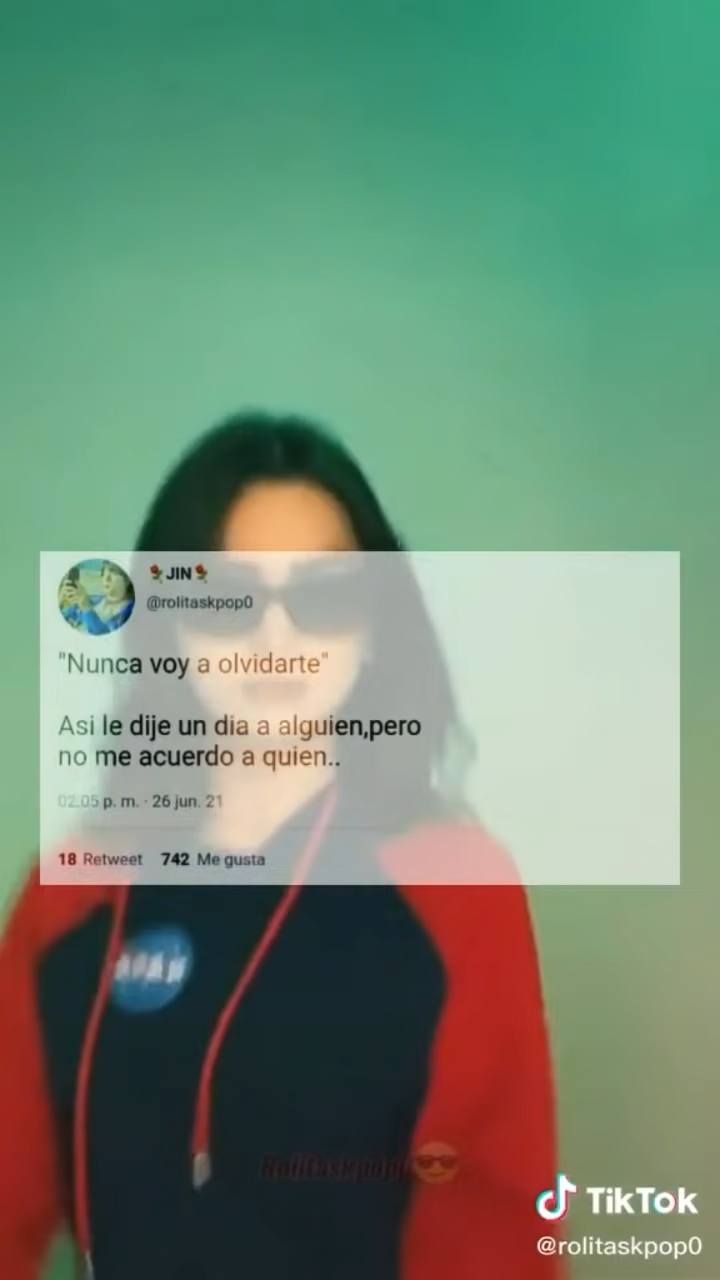 🌹JIN🌹
@rolitaskpop0
"Nunca voy a olvidarte"
Asi le dije un dia a alguien,pero
no me acuerdo a quien..
02:05 p. m. · 26 jun. 21
18 Retweet 742 Me gusta
Rolitaskpop
TikTok
@rolitaskpop0